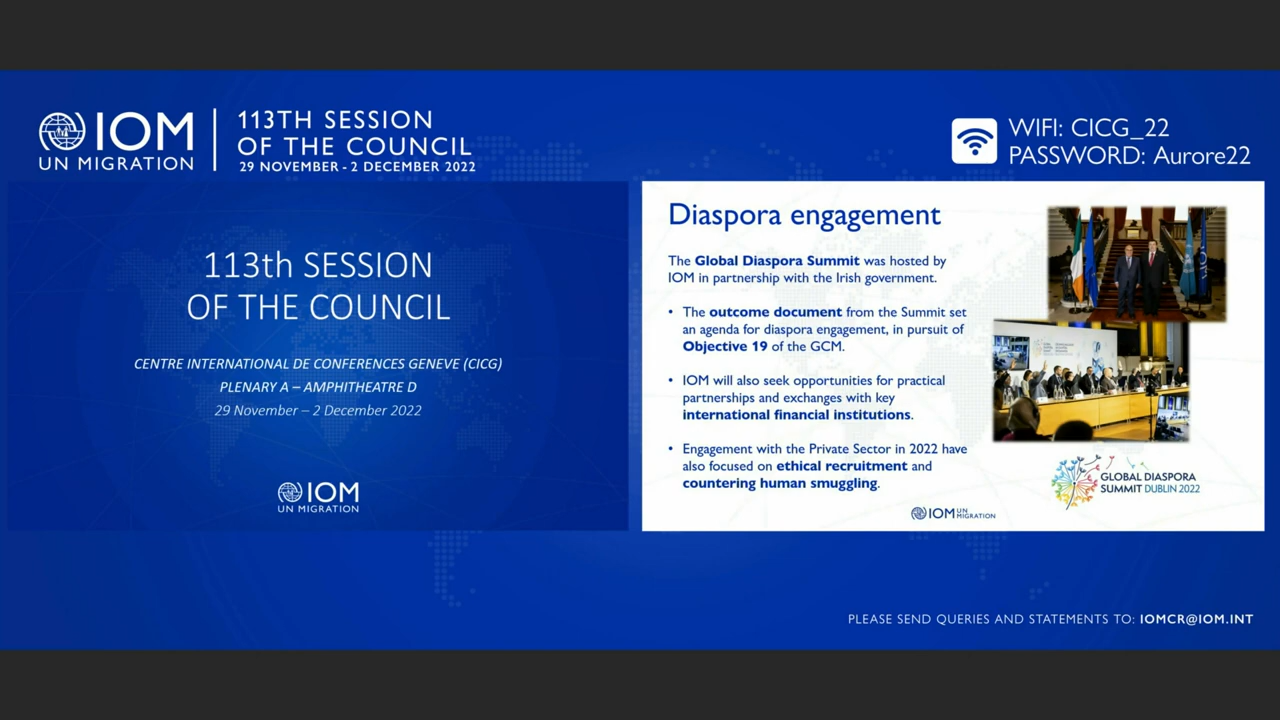 IOM
UN MIGRATION
113TH SESSION
OF THE COUNCIL
29 NOVEMBER - 2 DECEMBER 2022
WIFI: CICG_22
PASSWORD: Aurore22
113th SESSION
OF THE COUNCIL
CENTRE INTERNATIONAL DE CONFERENCES GENEVE (CICG)
PLENARY A – AMPHITHEATRE D
29 November – 2 December 2022
IOM
UN MIGRATION
Diaspora engagement
The Global Diaspora Summit was hosted by
IOM in partnership with the Irish government.
• The outcome document from the Summit set
an agenda for diaspora engagement, in pursuit of
Objective 19 of the GCM.
• IOM will also seek opportunities for practical
partnerships and exchanges with key
international financial institutions.
• Engagement with the Private Sector in 2022 have
also focused on ethical recruitment and
countering human smuggling.
GLOBAL DIASPORA
SUMMIT DUBLIN 2022
IOM UN
MIGRATION
PLEASE SEND QUERIES AND STATEMENTS TO: IOMCR@IOM.INT